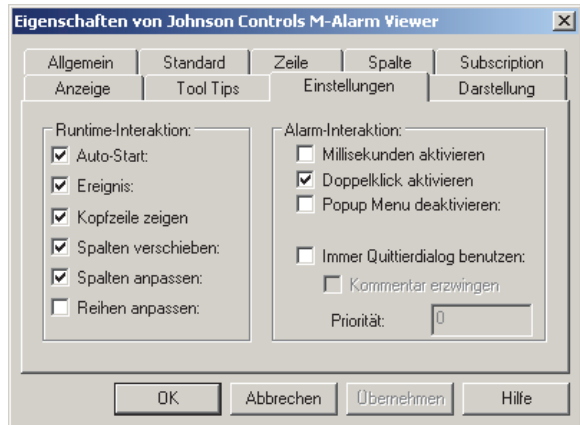 Eigenschaften von Johnson Controls M-Alarm Viewer
Allgemein
Standard
Zeile
Spalte
Subscription
Anzeige
Tool Tips
Einstellungen
Darstellung
Runtime-Interaktion:
Auto-Start:
Ereignis:
Kopfzeile zeigen
Spalten verschieben:
Spalten anpassen:
Reihen anpassen:
Alarm-Interaktion:
Millisekunden aktivieren
Doppelklick aktivieren
Popup Menu deaktivieren:
Immer Quittierdialog benutzen:
Kommentar erzwingen
Priorität:
0
OK
Abbrechen
Übernehmen
Hilfe